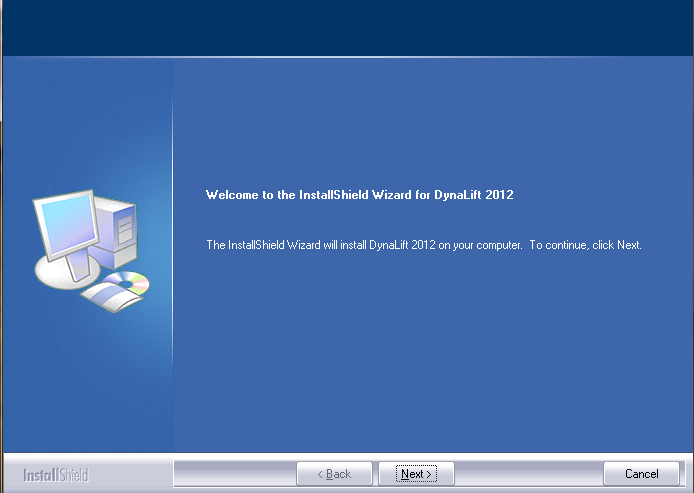 Welcome to the InstallShield Wizard for DynaLift 2012
The InstallShield Wizard will install DynaLift 2012 on your computer. To continue, click Next.
InstallShield
< Back
Next >
Cancel